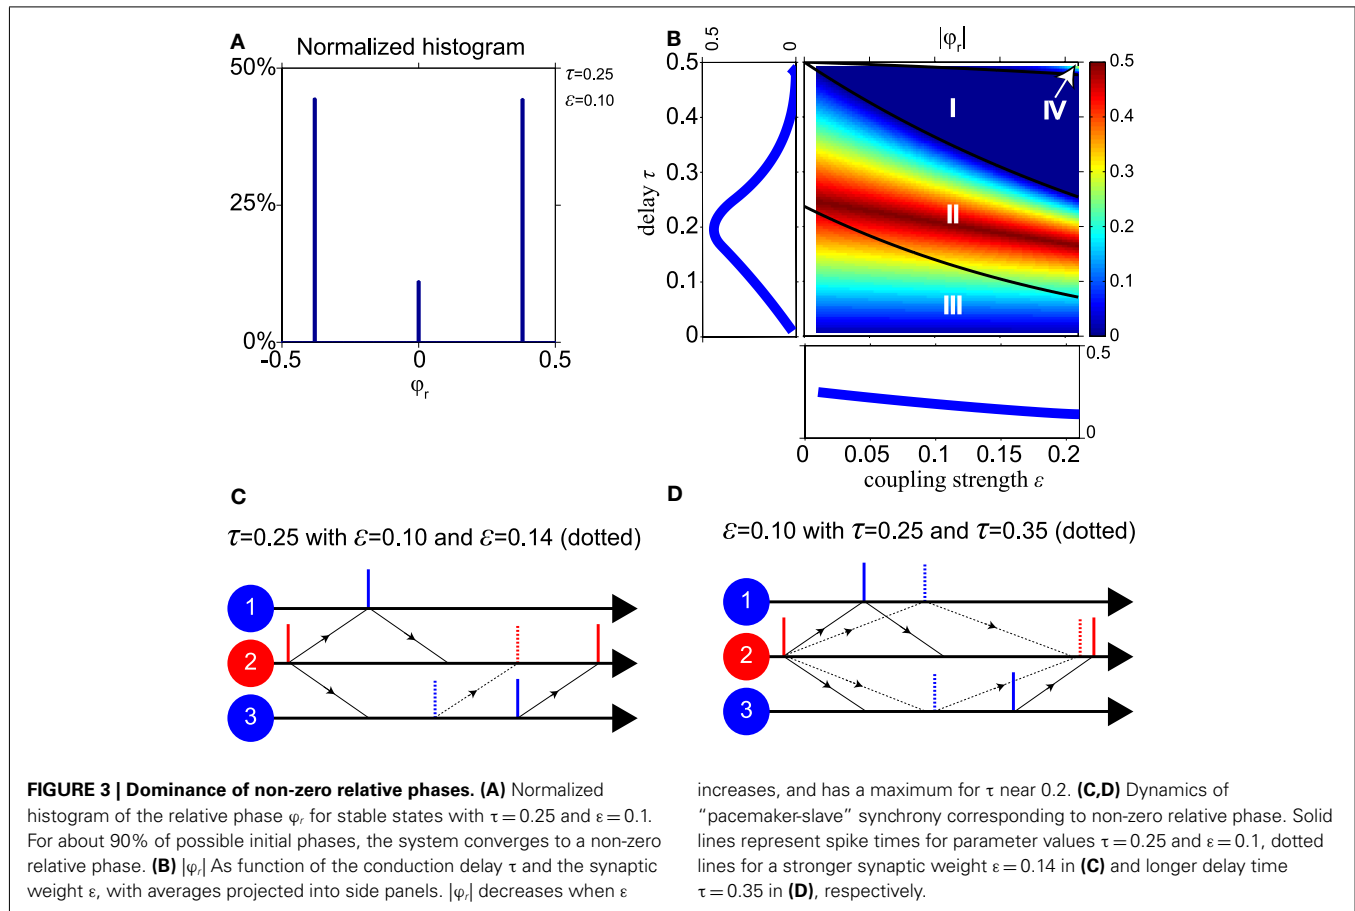 A
Normalized histogram
50%
25%
0%
-0.5
0
0.5
φr
τ=0.25
ε=0.10
B
0.5
0
|φr|
0.5
0.4
0.3
0.2
0.1
0
delay τ
I
II
III
IV
0.5
0.4
0.3
0.2
0.1
0
0.5
0
0
0.05
0.1
0.15
0.2
coupling strength ε
C
τ=0.25 with ε=0.10 and ε=0.14 (dotted)
1
2
3
D
ε=0.10 with τ=0.25 and τ=0.35 (dotted)
1
2
3
FIGURE 3 | Dominance of non-zero relative phases. (A) Normalized
histogram of the relative phase φr for stable states with τ = 0.25 and ε = 0.1.
For about 90% of possible initial phases, the system converges to a non-zero
relative phase. (B) |φr| As function of the conduction delay τ and the synaptic
weight ε, with averages projected into side panels. |φr| decreases when ε
increases, and has a maximum for τ near 0.2. (C,D) Dynamics of
“pacemaker-slave” synchrony corresponding to non-zero relative phase. Solid
lines represent spike times for parameter values τ = 0.25 and ε = 0.1, dotted
lines for a stronger synaptic weight ε = 0.14 in (C) and longer delay time
τ = 0.35 in (D), respectively.